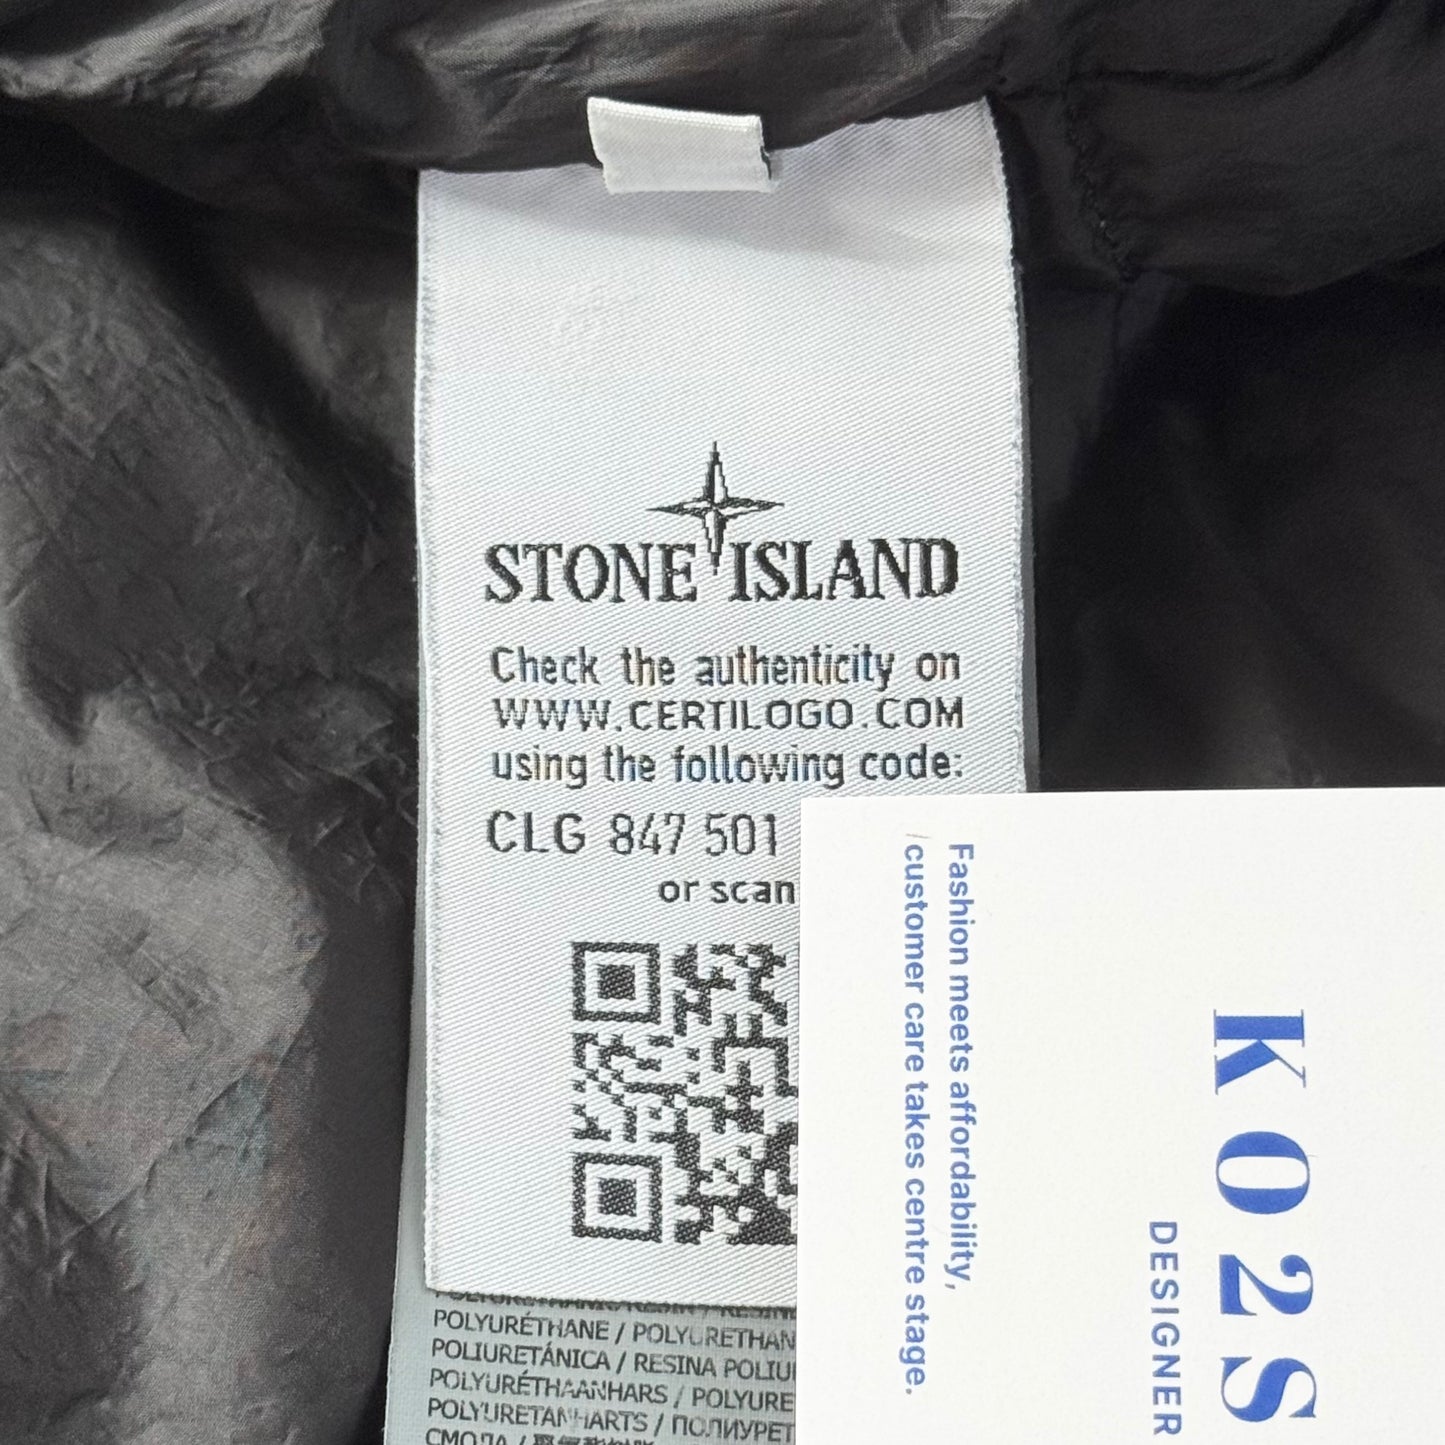 STONE ISLAND
Check the authenticity on
WWW.CERTILOGO.COM
using the following code:
CLG 847 501
or scan
POLYURÉTHANE / POLYURETHAN
POLIURETÁNICA / RESINA POLIU
POLYURÉTHAANHARS / POLYURE
POLYURETANHARTS / ПОЛИУРЕТ
СМОЛА /
Fashion meets affordability,
customer care takes centre stage.
KO2S
DESIGNER